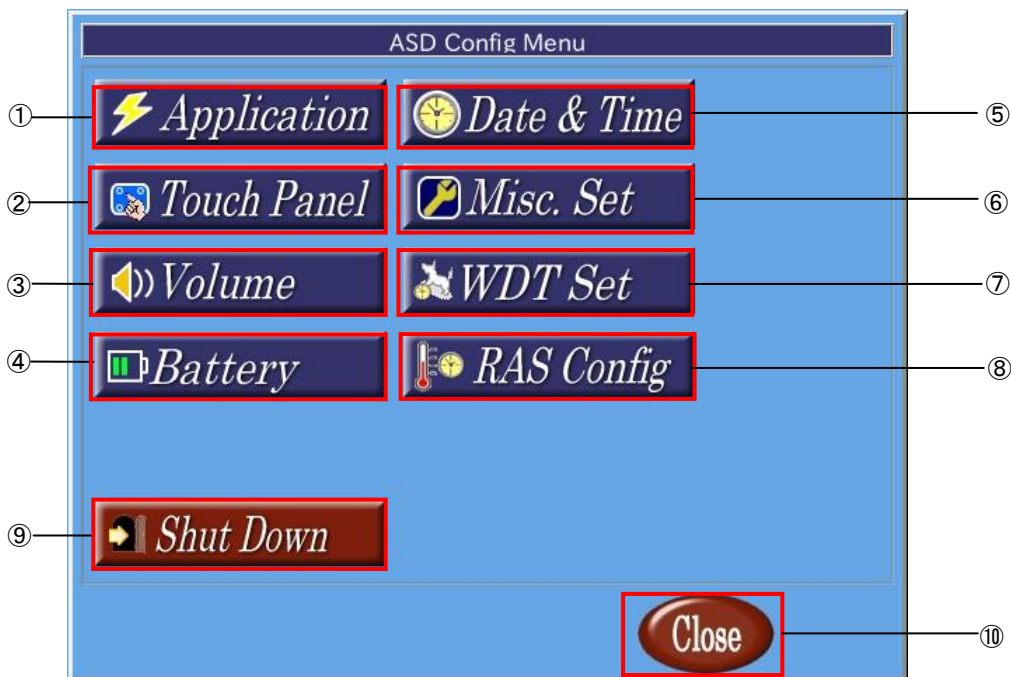 ASD Config Menu
① Application
⑤ Date & Time
② Touch Panel
⑥ Misc. Set
③ Volume
⑦ WDT Set
④ Battery
⑧ RAS Config
⑨ Shut Down
⑩ Close